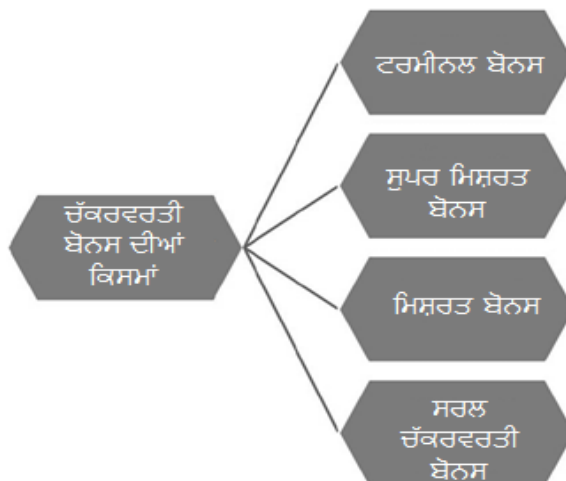 ਟਰਮੀਨਲ ਬੋਨਸ
ਸੁਪਰ ਮਿਸ਼ਰਤ
ਬੋਨਸ
ਚੱਕਰਵਰਤੀ
ਬੋਨਸ ਦੀਆਂ
ਕਿਸਮਾਂ
ਮਿਸ਼ਰਤ ਬੋਨਸ
ਸਰਲ
ਚੱਕਰਵਰਤੀ
ਬੋਨਸ